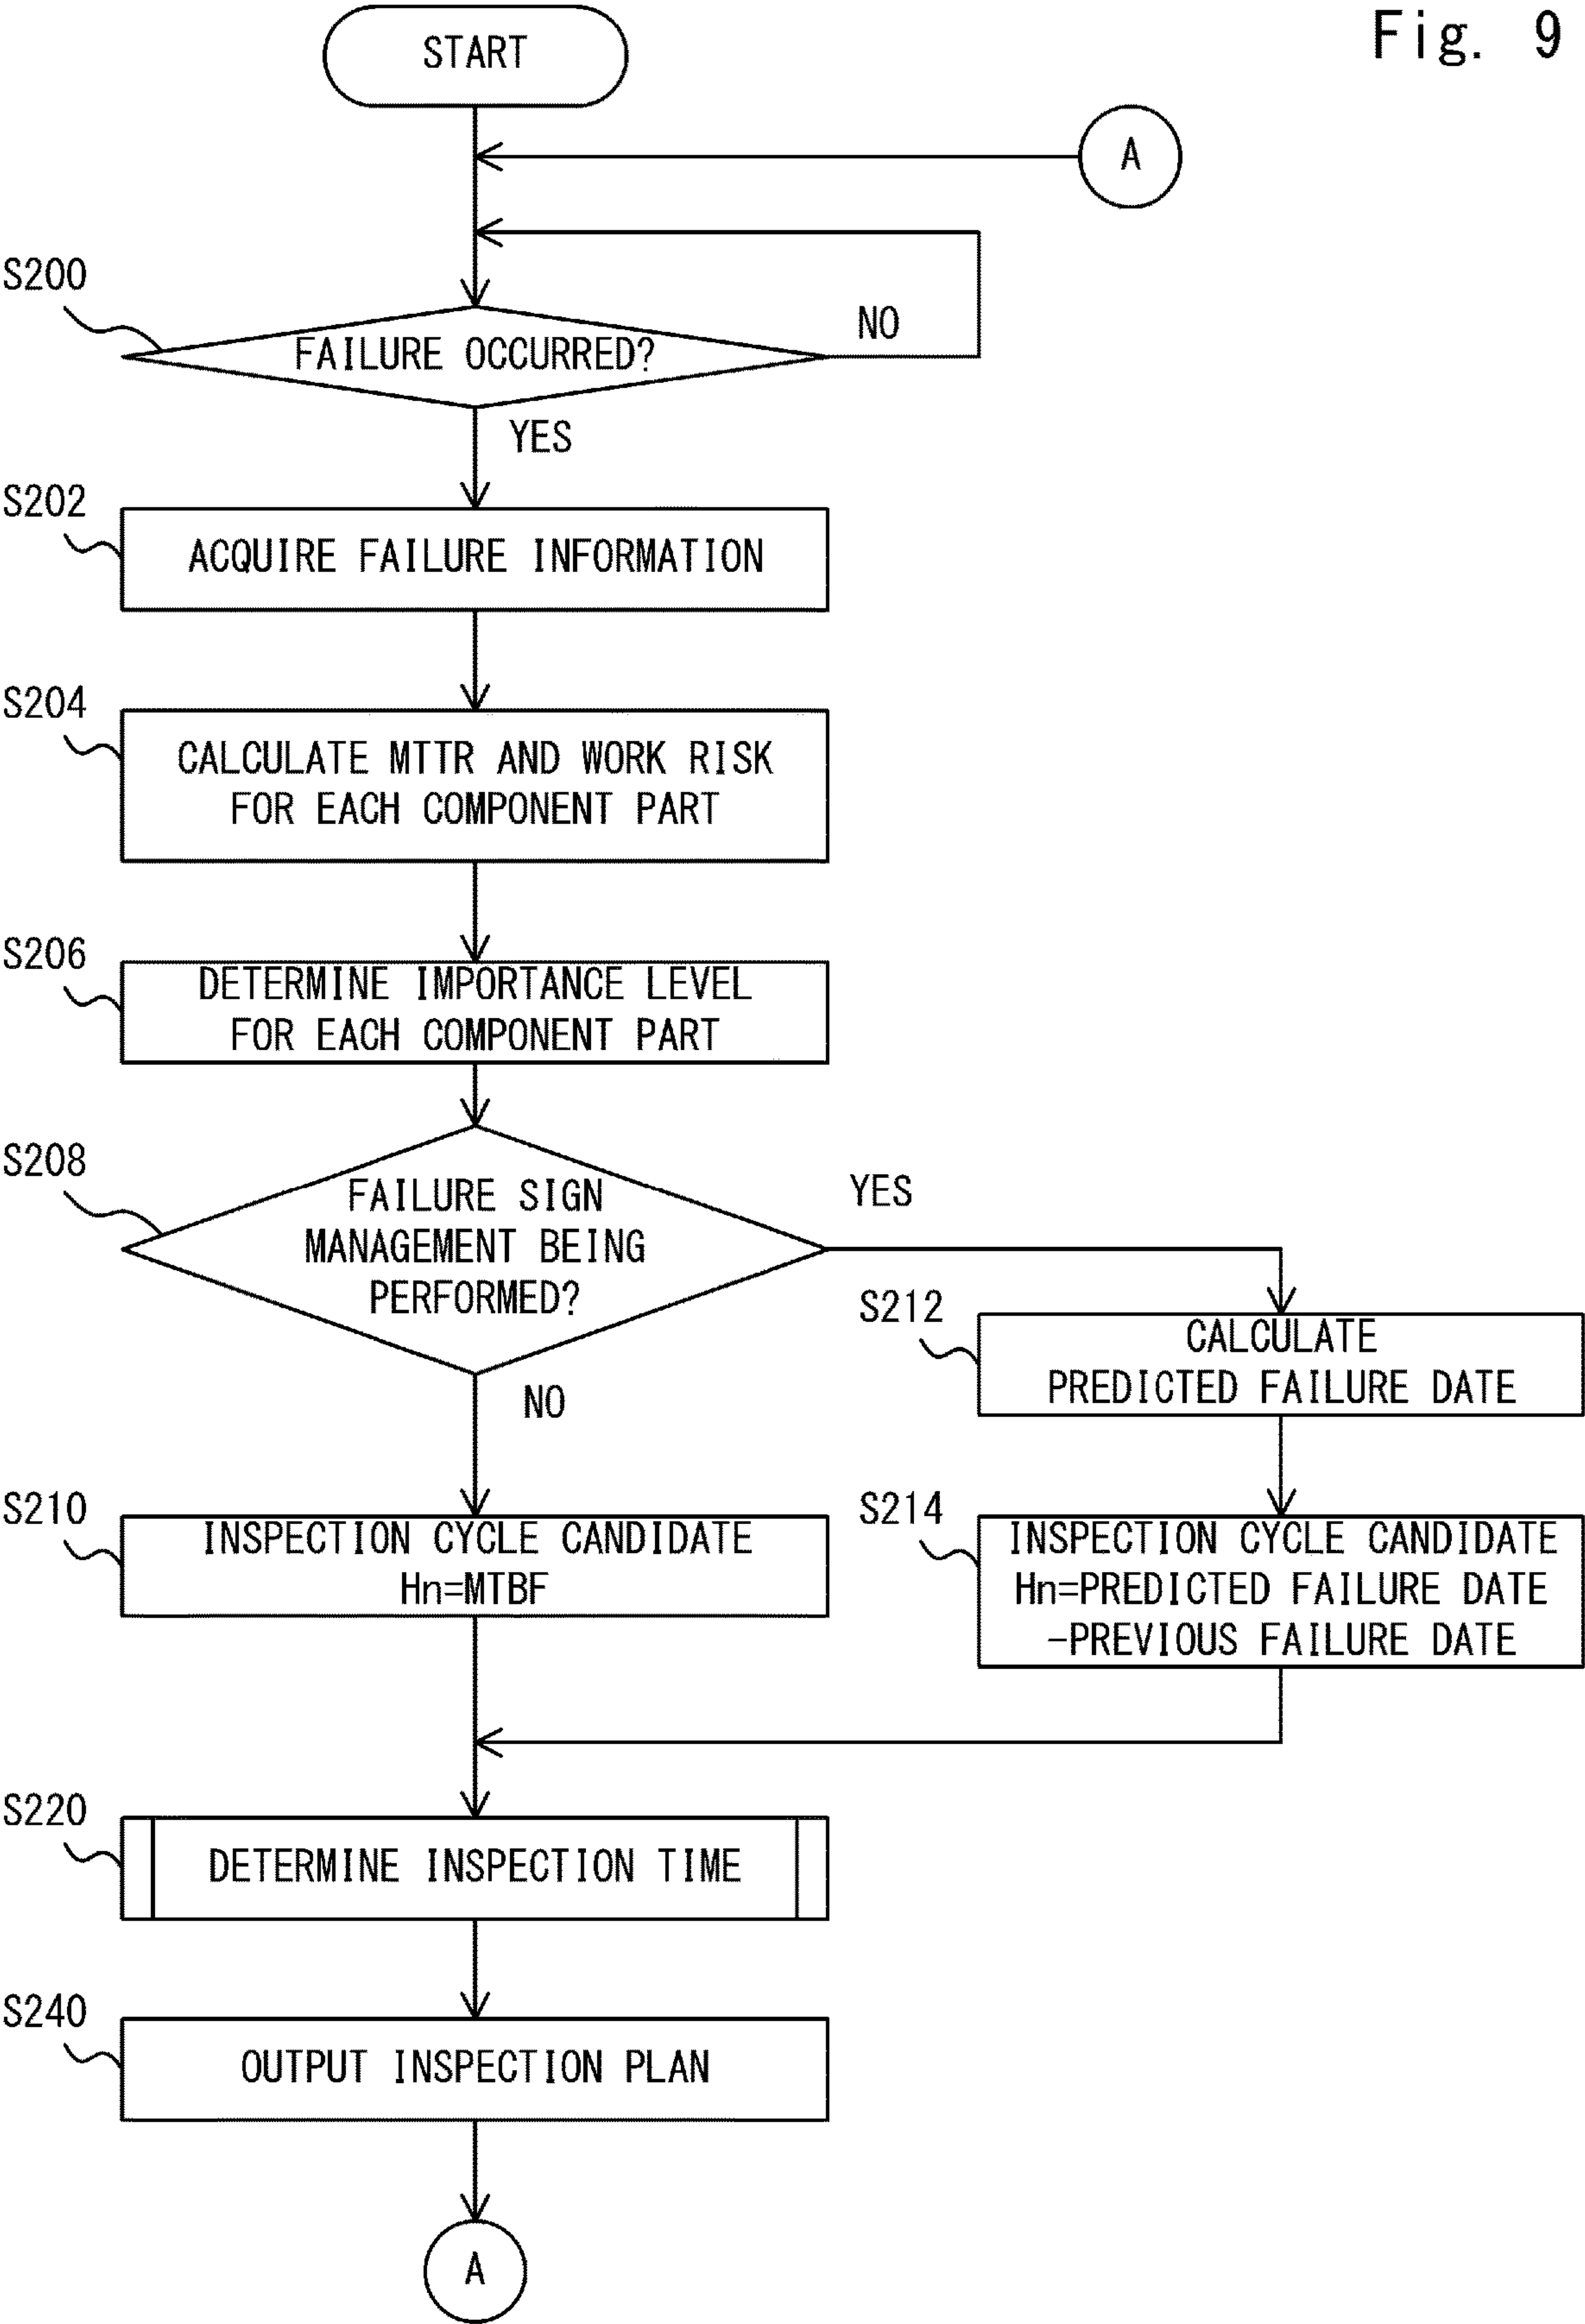 Fig. 9
START
A
S200
FAILURE OCCURRED?
NO
YES
S202
ACQUIRE FAILURE INFORMATION
S204
CALCULATE MTTR AND WORK RISK
FOR EACH COMPONENT PART
S206
DETERMINE IMPORTANCE LEVEL
FOR EACH COMPONENT PART
S208
FAILURE SIGN
MANAGEMENT BEING
PERFORMED?
YES
NO
S212
CALCULATE
PREDICTED FAILURE DATE
S210
INSPECTION CYCLE CANDIDATE
Hn=MTBF
S214
INSPECTION CYCLE CANDIDATE
Hn=PREDICTED FAILURE DATE
-PREVIOUS FAILURE DATE
S220
DETERMINE INSPECTION TIME
S240
OUTPUT INSPECTION PLAN
A